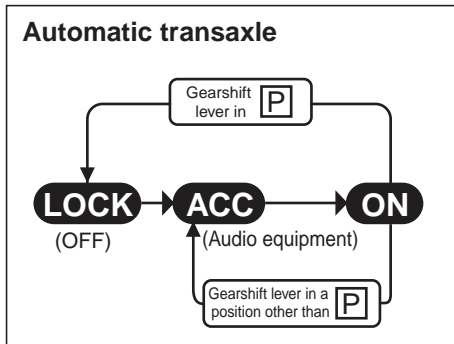 Automatic transaxle
Gearshift
lever in P
LOCK ACC ON
(OFF) (Audio equipment)
Gearshift lever in a
position other than P